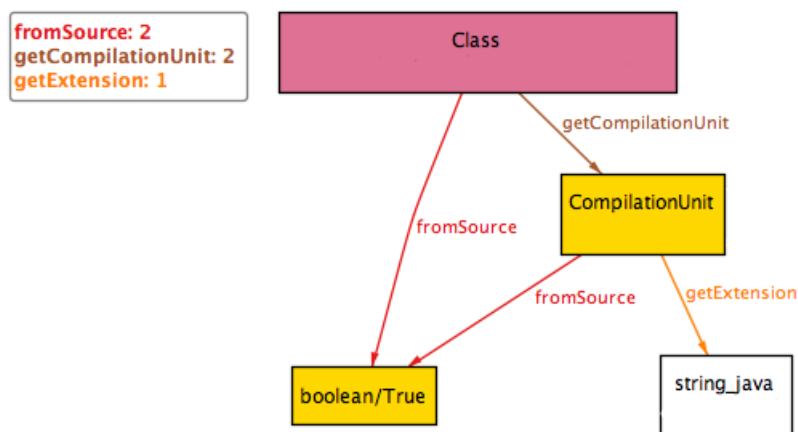 fromSource: 2
getCompilationUnit: 2
getExtension: 1
Class
getCompilationUnit
CompilationUnit
fromSource
fromSource
getExtension
boolean/True
string_java